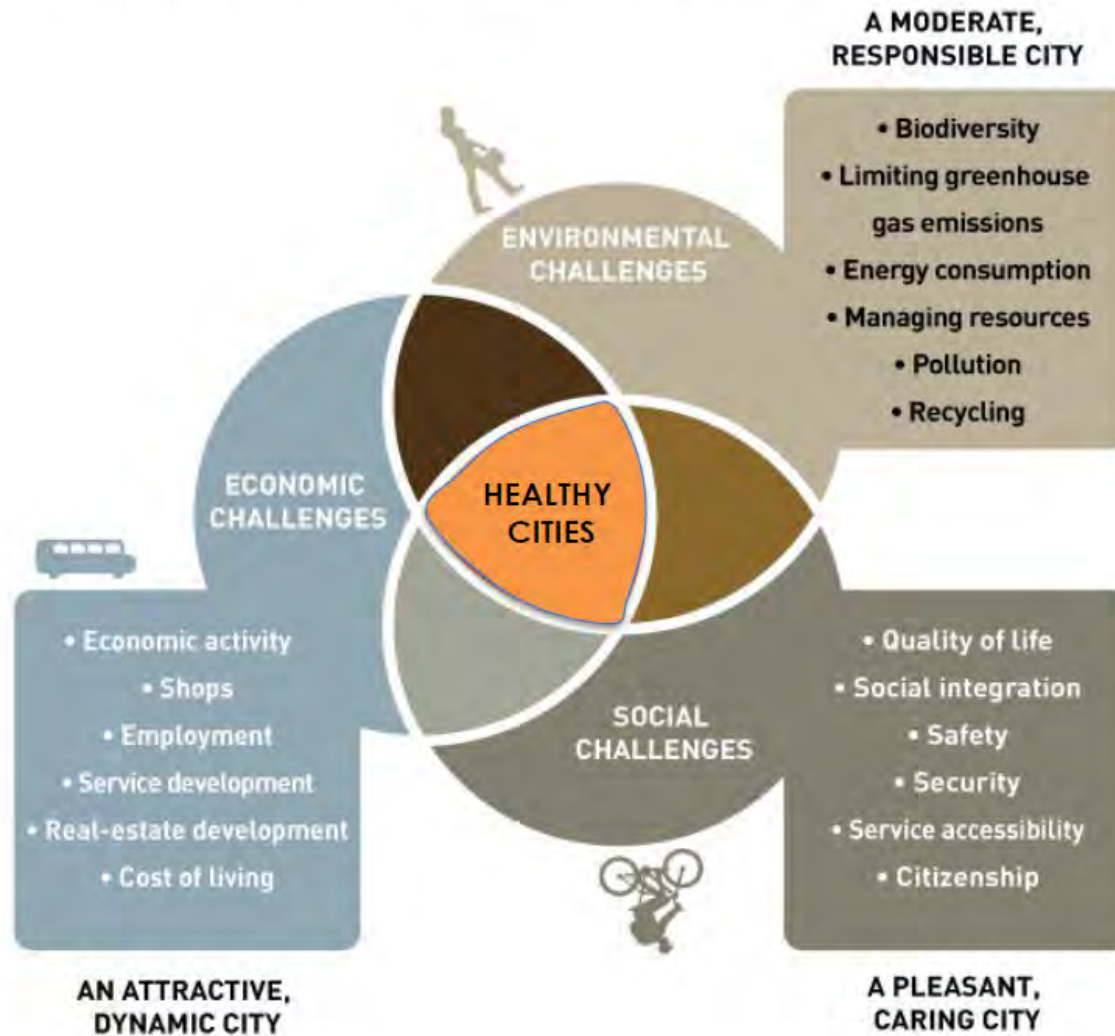 A MODERATE,
RESPONSIBLE CITY
• Biodiversity
• Limiting greenhouse
gas emissions
• Energy consumption
• Managing resources
• Pollution
• Recycling
ENVIRONMENTAL
CHALLENGES
ECONOMIC
CHALLENGES
HEALTHY
CITIES
• Economic activity
• Shops
• Employment
• Service development
• Real-estate development
• Cost of living
SOCIAL
CHALLENGES
• Quality of life
• Social integration
• Safety
• Security
• Service accessibility
• Citizenship
AN ATTRACTIVE,
DYNAMIC CITY
A PLEASANT,
CARING CITY